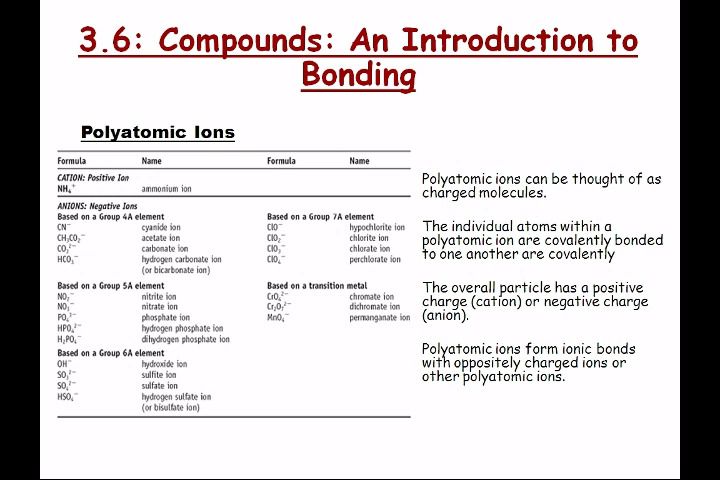 3.6: Compounds: An Introduction to
Bonding
Polyatomic Ions
Formula Name Formula Name
CATION: Positive Ion
NH₄⁺ ammonium ion
ANIONS: Negative Ions
Based on a Group 4A element Based on a Group 7A element
CN⁻ cyanide ion ClO⁻ hypochlorite ion
CH₃CO₂⁻ acetate ion ClO₂⁻ chlorite ion
CO₃²⁻ carbonate ion ClO₃⁻ chlorate ion
HCO₃⁻ hydrogen carbonate ion ClO₄⁻ perchlorate ion
(or bicarbonate ion)
Based on a Group 5A element Based on a transition metal
NO₂⁻ nitrite ion CrO₄²⁻ chromate ion
NO₃⁻ nitrate ion Cr₂O₇²⁻ dichromate ion
PO₄³⁻ phosphate ion MnO₄⁻ permanganate ion
HPO₄²⁻ hydrogen phosphate ion
H₂PO₄⁻ dihydrogen phosphate ion
Based on a Group 6A element
OH⁻ hydroxide ion
SO₃²⁻ sulfite ion
SO₄²⁻ sulfate ion
HSO₄⁻ hydrogen sulfate ion
(or bisulfate ion)
Polyatomic ions can be thought of as
charged molecules.
The individual atoms within a
polyatomic ion are covalently bonded
to one another are covalently
The overall particle has a positive
charge (cation) or negative charge
(anion).
Polyatomic ions form ionic bonds
with oppositely charged ions or
other polyatomic ions.